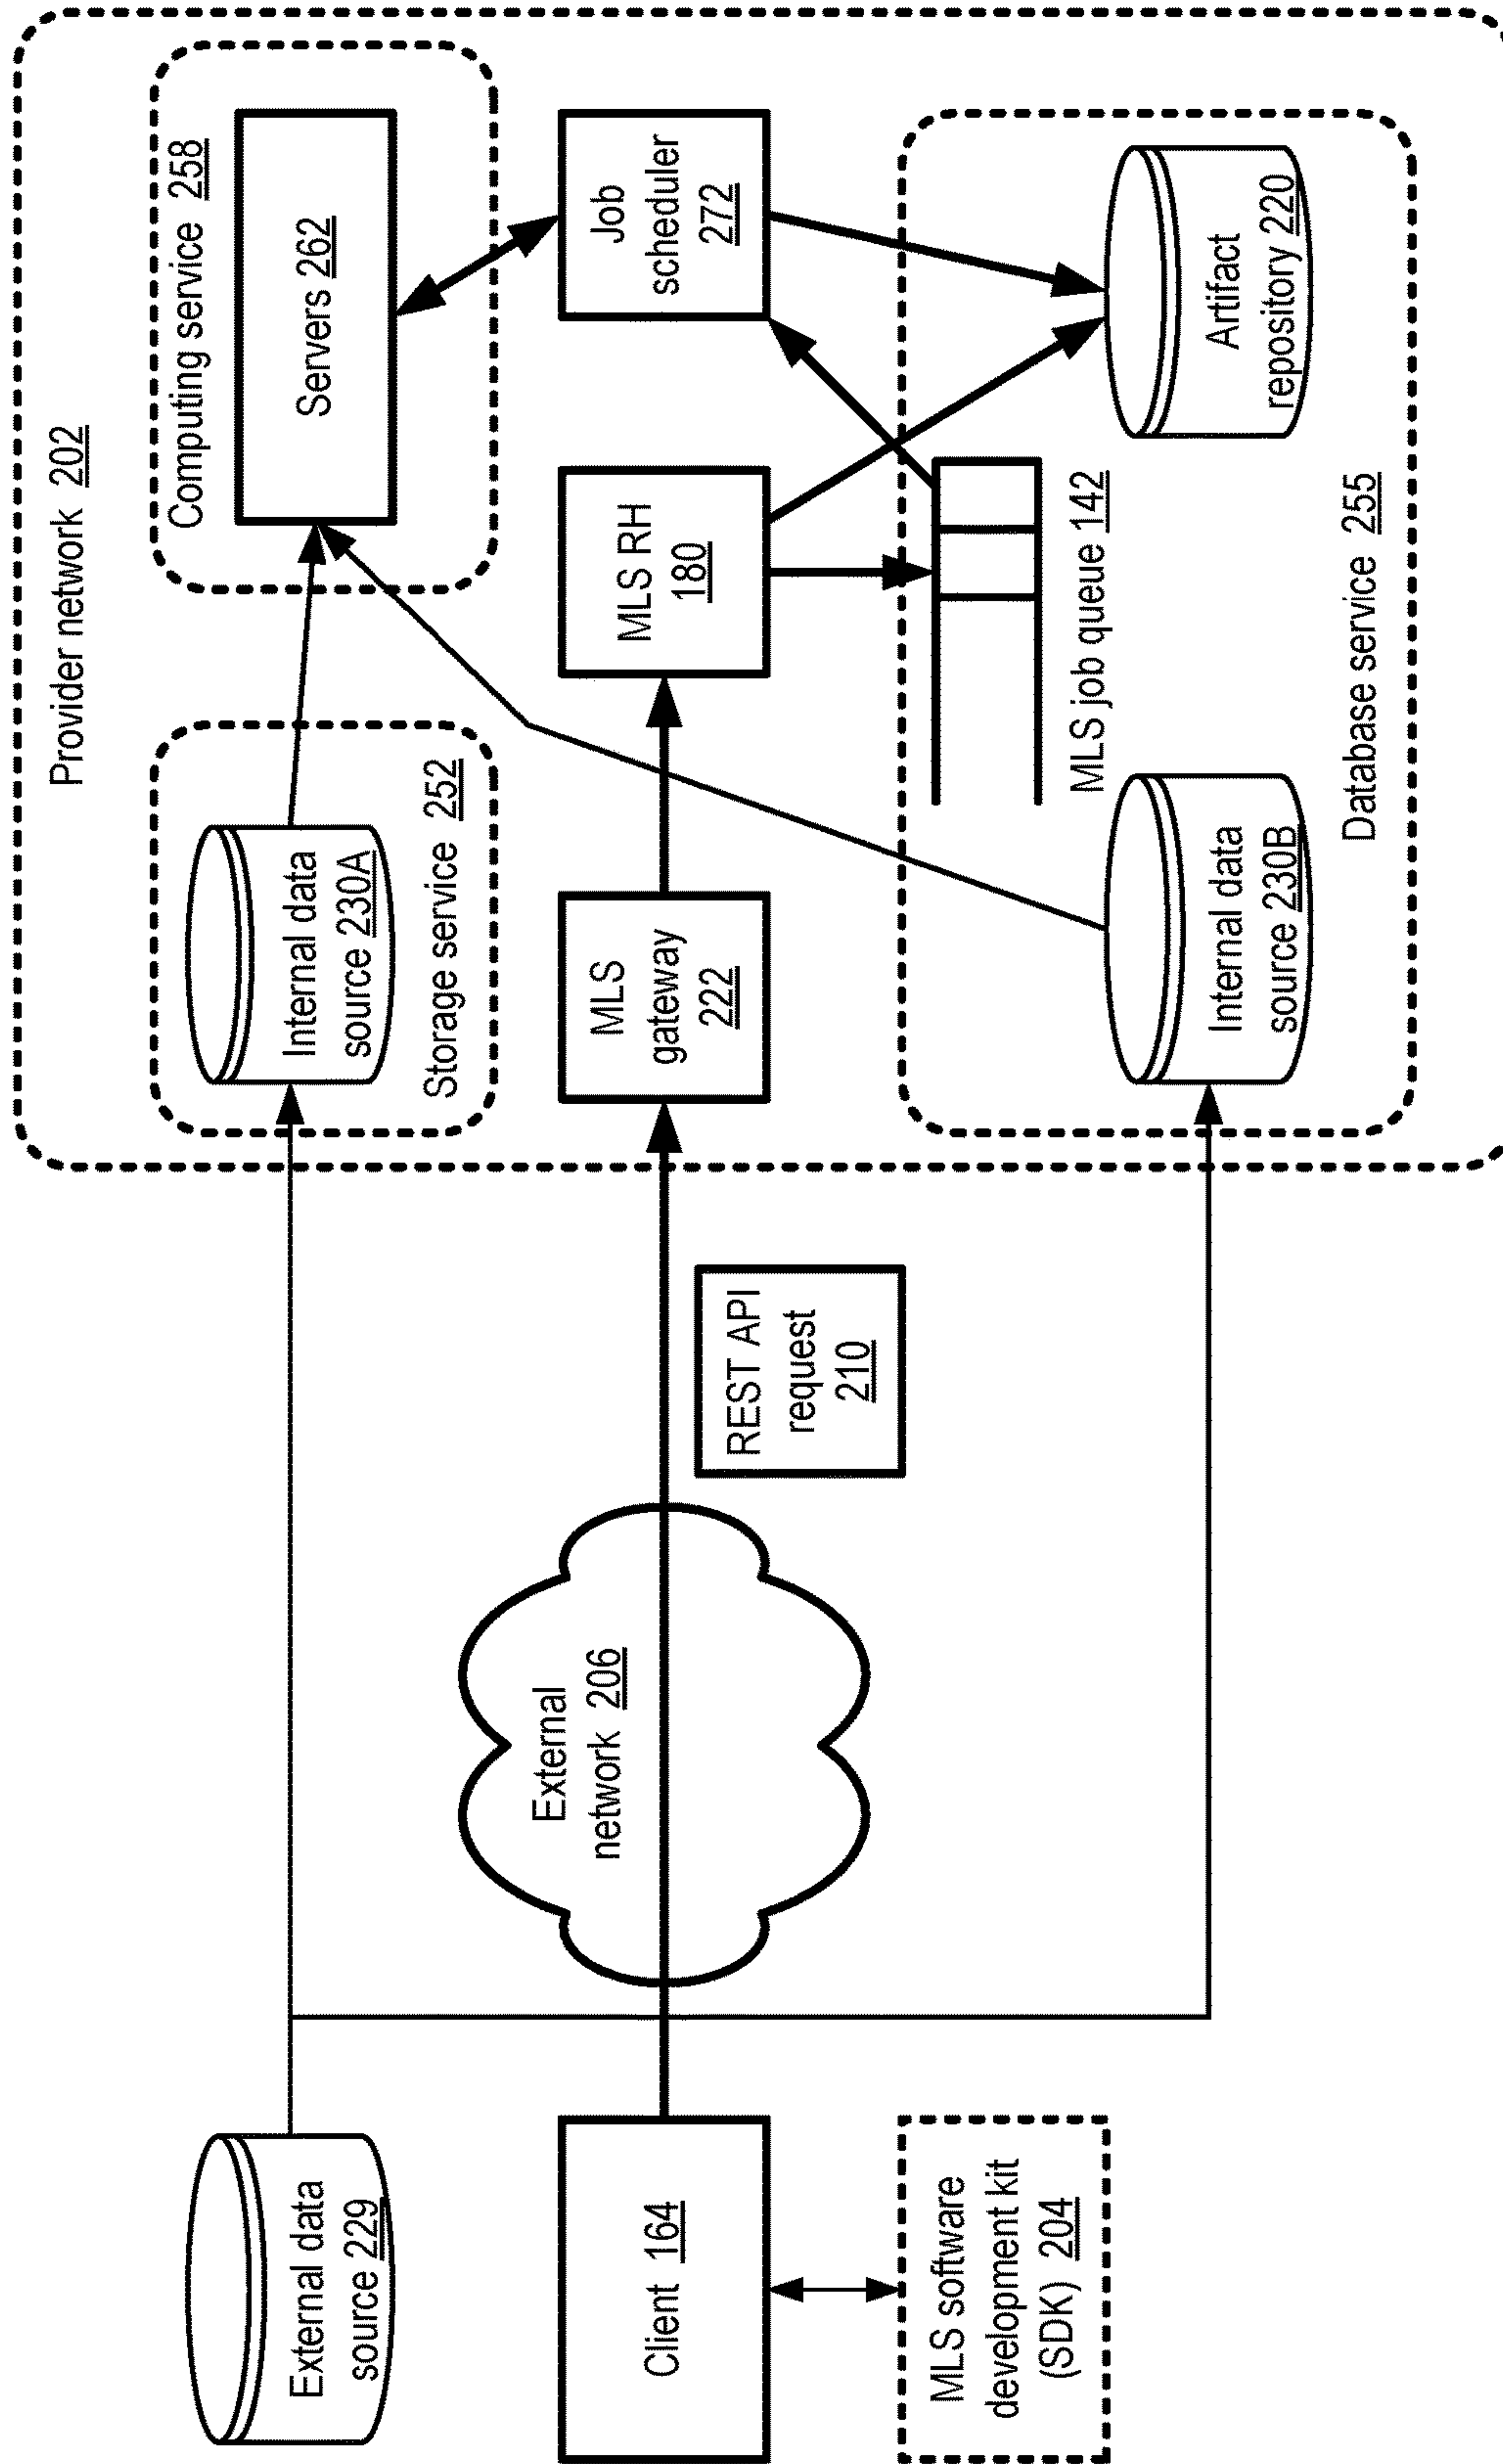 Provider network 202
External data
source 229
Internal data
source 230A
Storage service 252
Computing service 258
Servers 262
External
network 206
Client 164
MLS
gateway
222
MLS RH
180
Job
scheduler
272
REST API
request
210
MLS software
development kit
(SDK) 204
MLS job queue 142
Internal data
source 230B
Artifact
repository 220
Database service 255